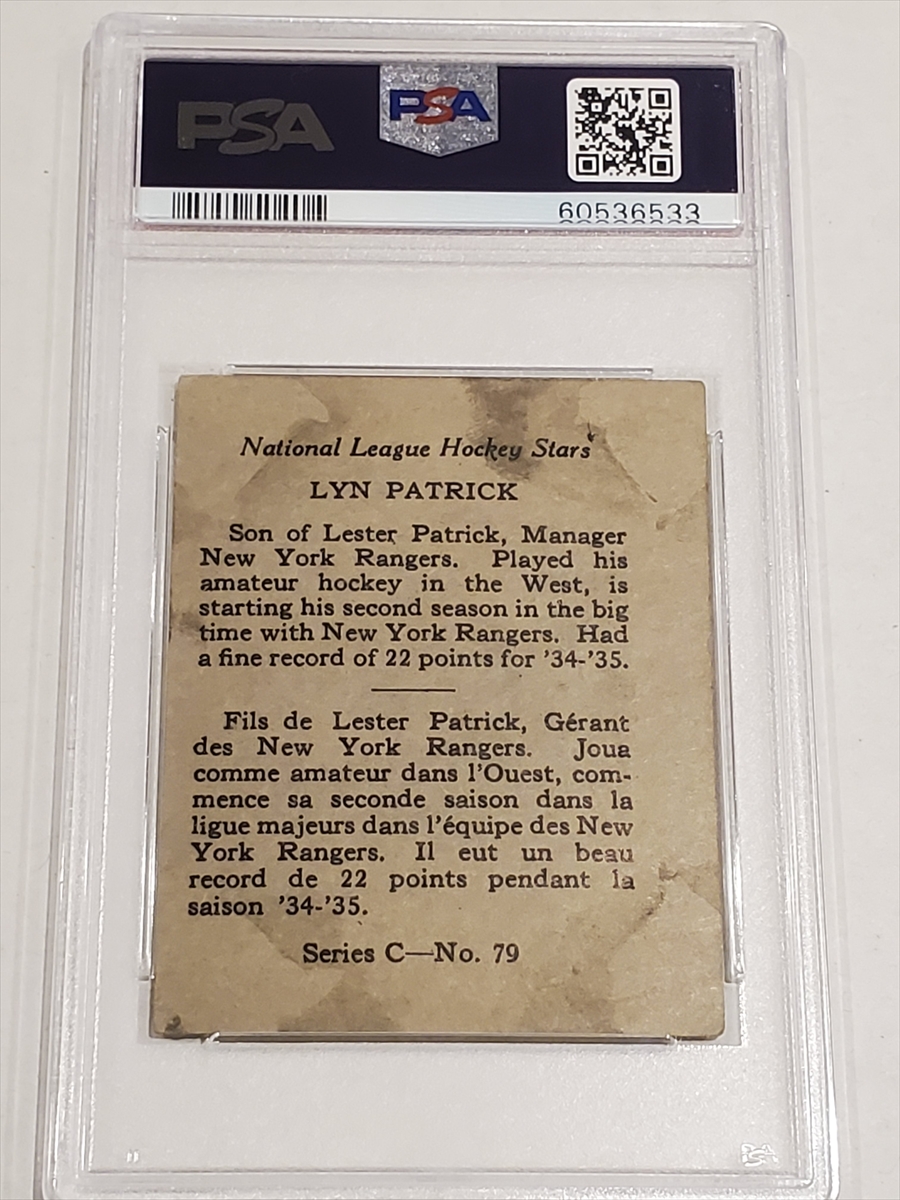 PSA PSA
60536533
National League Hockey Stars
LYN PATRICK
Son of Lester Patrick, Manager
New York Rangers. Played his
amateur hockey in the West, is
starting his second season in the big
time with New York Rangers. Had
a fine record of 22 points for '34-'35.
Fils de Lester Patrick, Gérant
des New York Rangers. Joua
comme amateur dans l'Ouest, com-
mence sa seconde saison dans la
ligue majeurs dans l'équipe des New
York Rangers. Il eut un beau
record de 22 points pendant la
saison '34-'35.
Series C—No. 79
PSA